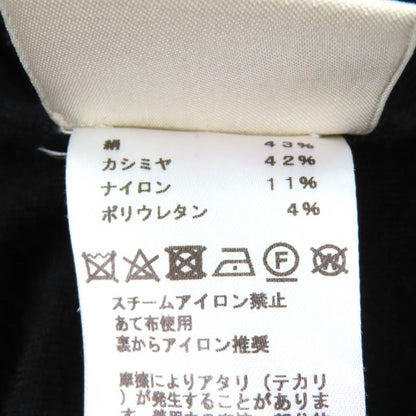 絹 43%
カシミヤ 42%
ナイロン 11%
ポリウレタン 4%
スチームアイロン禁止
あて布使用
裏からアイロン推奨
摩擦によりアタリ（テカリ
）が発生することがありま